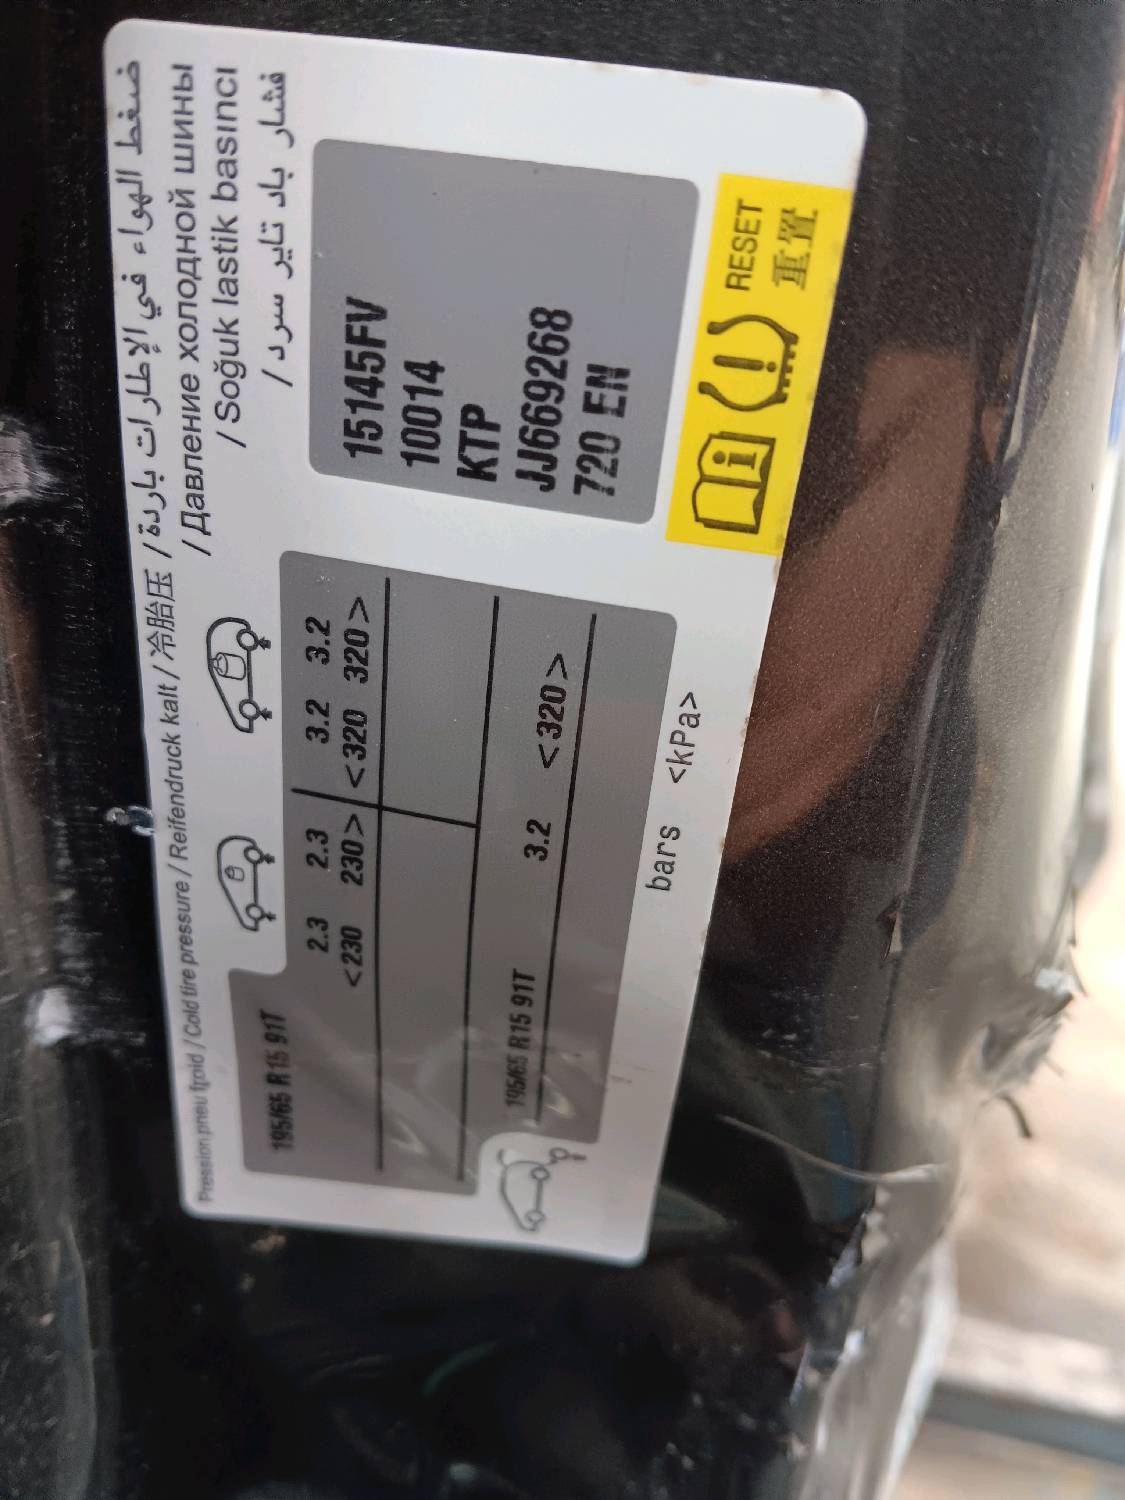 Pression pneu froid / Cold tire pressure / Reifendruck kalt / 冷胎压 / ضغط الهواء في الإطارات باردة
/ Давление холодной шины
/ Soğuk lastik basıncı
/ فشار باد تایر سرد
195/65 R15 91T
2.3 2.3 3.2 3.2
<230 230> <320 320>
195/65 R15 91T 3.2 <320>
bars <kPa>
15145FV
10014
KTP
JJ669268
720 EN
RESET
重置